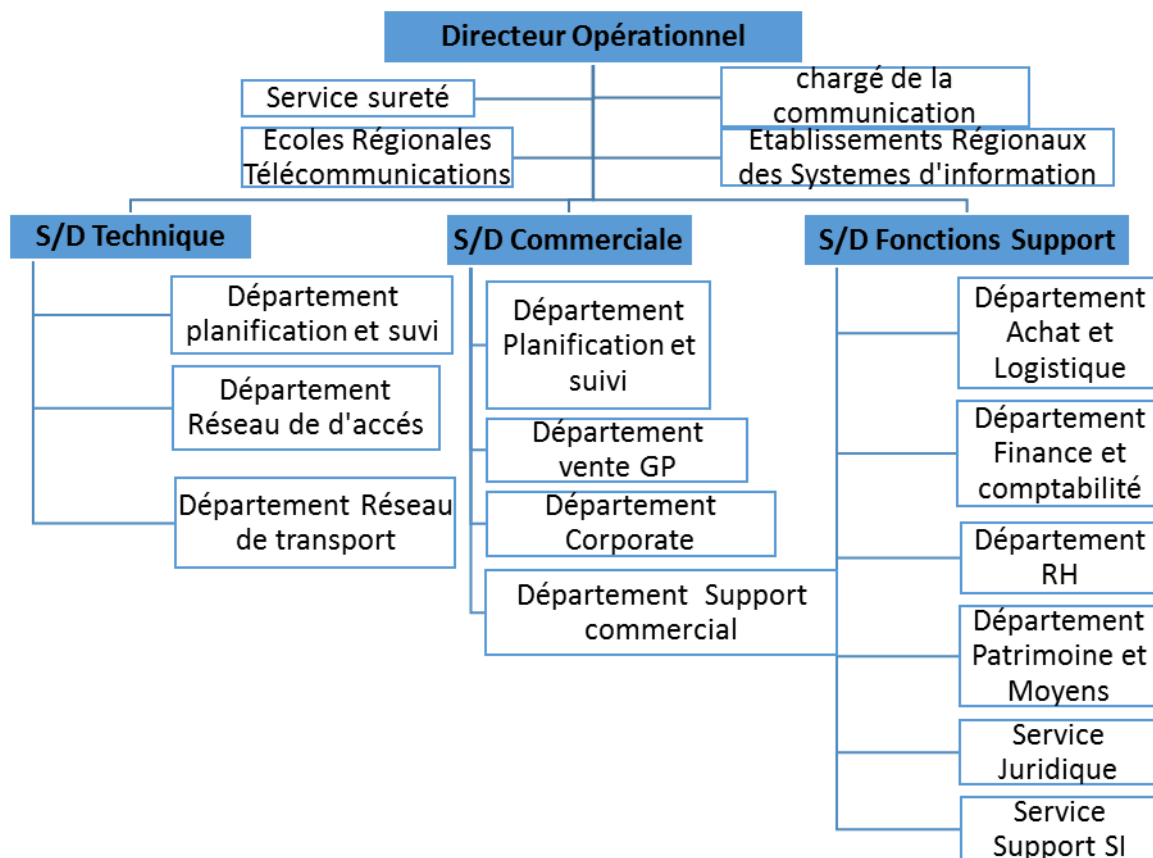 Directeur Opérationnel
Service sureté
chargé de la
communication
Ecoles Régionales
Télécommunications
Etablissements Régionaux
des Systemes d'information
S/D Technique
S/D Commerciale
S/D Fonctions Support
Département
planification et suvi
Département
Réseau de d'accés
Département Réseau
de transport
Département
Planification et
suivi
Département
vente GP
Département
Corporate
Département Support
commercial
Département
Achat et
Logistique
Département
Finance et
comptabilité
Département
RH
Département
Patrimoine et
Moyens
Service
Juridique
Service
Support SI